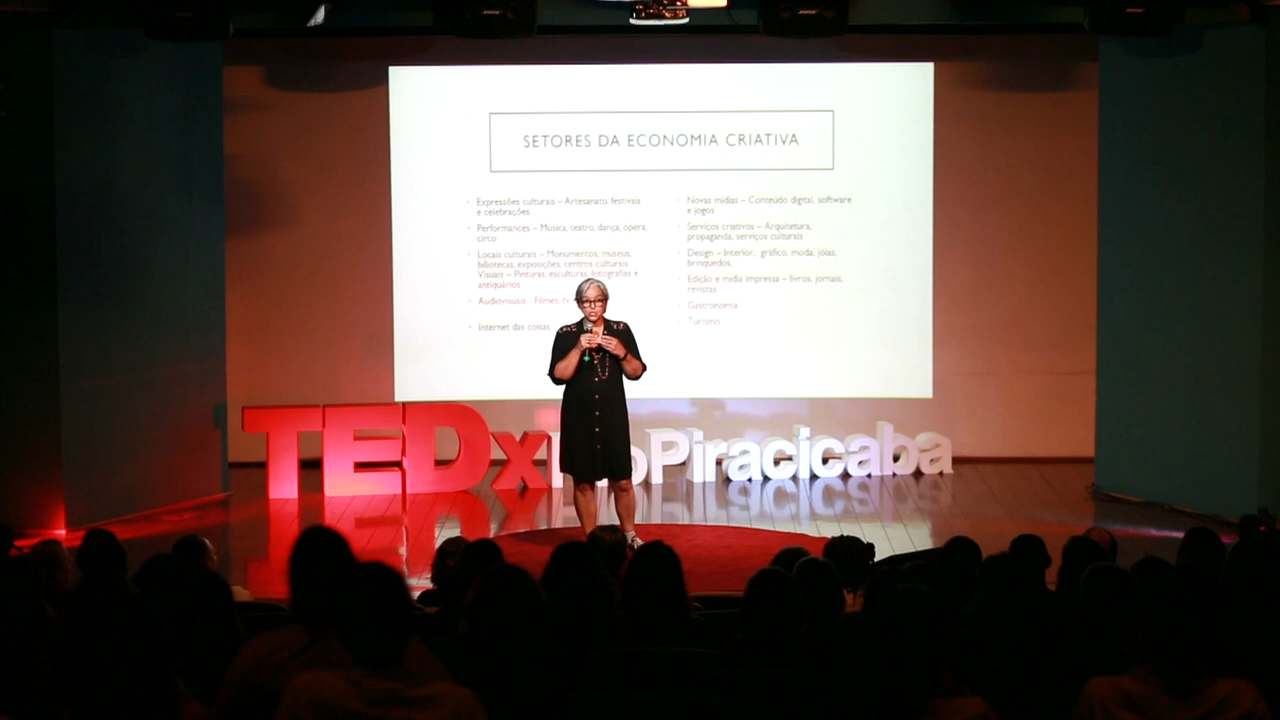 SETORES DA ECONOMIA CRIATIVA
Expressões culturais – Artesanato, festivais
e celebrações
Performances – Musica, teatro, dança, opera,
circo
Locais culturais – Monumentos, museus,
biliotecas, exposições, centros culturais
Visuais – Pinturas, esculturas, fotografias e
antiquários
Audiovisuais - Filmes, tv
Internet das coisas
Novas mídias – Conteúdo digital, software
e jogos
Serviços criativos – Arquitetura,
propaganda, serviços culturais
Design – Interior, gráfico, moda, jóias,
brinquedos,
Edição e mídia impressa – livros, jornais,
revistas
Gastronomia
Turismo
TEDx Piracicaba